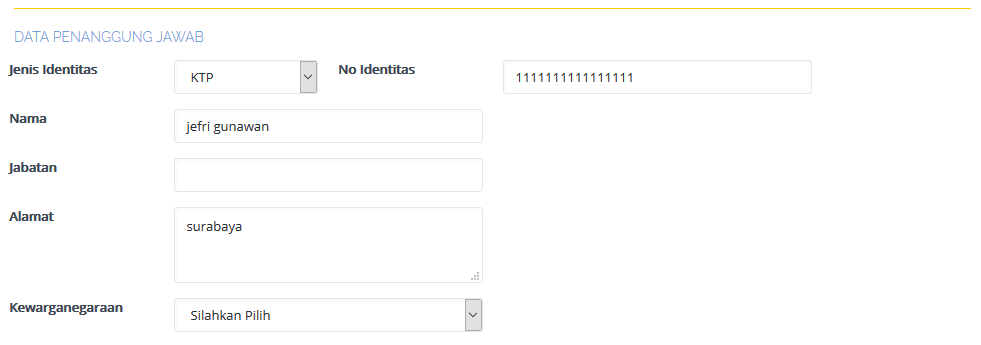 DATA PENANGGUNG JAWAB
Jenis Identitas KTP No Identitas 1111111111111111
Nama jefri gunawan
Jabatan
Alamat surabaya
Kewarganegaraan Silahkan Pilih